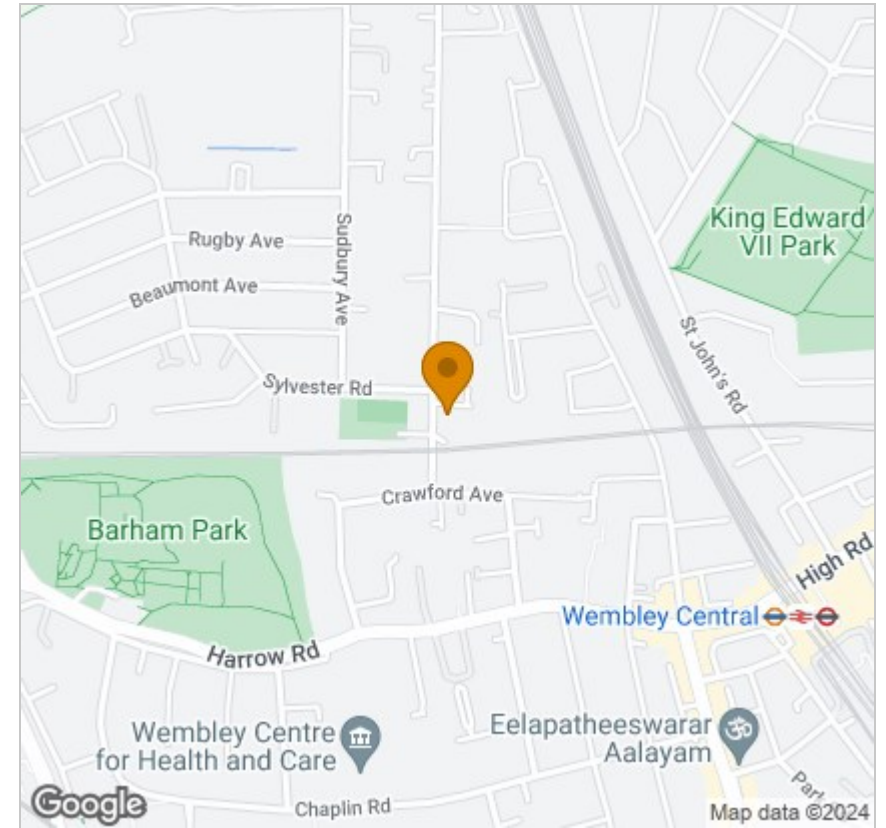 King Edward
VII Park
Rugby Ave
Sudbury Ave
Beaumont Ave
St John's Rd
Sylvester Rd
Crawford Ave
Barham Park
High Rd
Wembley Central
Harrow Rd
Wembley Centre
for Health and Care
Eelapatheeswarar
Aalayam
Chaplin Rd
Google
Map data ©2024